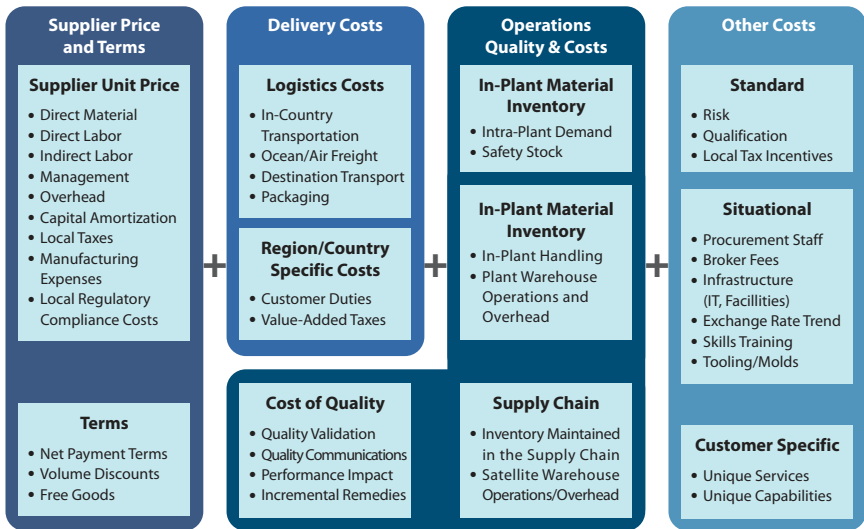 Supplier Price
and Terms
Supplier Unit Price
• Direct Material
• Direct Labor
• Indirect Labor
• Management
• Overhead
• Capital Amortization
• Local Taxes
• Manufacturing
Expenses
• Local Regulatory
Compliance Costs
Terms
• Net Payment Terms
• Volume Discounts
• Free Goods
+
Delivery Costs
Logistics Costs
• In-Country
Transportation
• Ocean/Air Freight
• Destination Transport
• Packaging
Region/Country
Specific Costs
• Customer Duties
• Value-Added Taxes
+
Operations
Quality & Costs
In-Plant Material
Inventory
• Intra-Plant Demand
• Safety Stock
In-Plant Material
Inventory
• In-Plant Handling
• Plant Warehouse
Operations and
Overhead
Cost of Quality
• Quality Validation
• Quality Communications
• Performance Impact
• Incremental Remedies
Supply Chain
• Inventory Maintained
in the Supply Chain
• Satellite Warehouse
Operations/Overhead
+
Other Costs
Standard
• Risk
• Qualification
• Local Tax Incentives
Situational
• Procurement Staff
• Broker Fees
• Infrastructure
(IT, Facillities)
• Exchange Rate Trend
• Skills Training
• Tooling/Molds
Customer Specific
• Unique Services
• Unique Capabilities